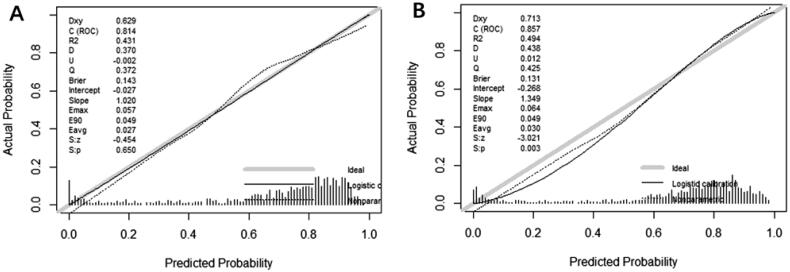 A
Dxy 0.629
C (ROC) 0.814
R2 0.431
D 0.370
U -0.002
Q 0.372
Brier 0.143
Intercept -0.027
Slope 1.020
Emax 0.057
E90 0.049
Eavg 0.027
S:z -0.454
S:p 0.650
Actual Probability
0.8
0.6
0.4
0.2
0.0
Ideal
Logistic c
Nonpara
0.0 0.2 0.4 0.6 0.8 1.0
Predicted Probability
B
Dxy 0.713
C (ROC) 0.857
R2 0.494
D 0.438
U 0.012
Q 0.425
Brier 0.131
Intercept -0.268
Slope 1.349
Emax 0.064
E90 0.049
Eavg 0.030
S:z -3.021
S:p 0.003
Actual Probability
0.8
0.6
0.4
0.2
0.0
Ideal
Logistic calibration
Nonparametric
0.0 0.2 0.4 0.6 0.8 1.0
Predicted Probability